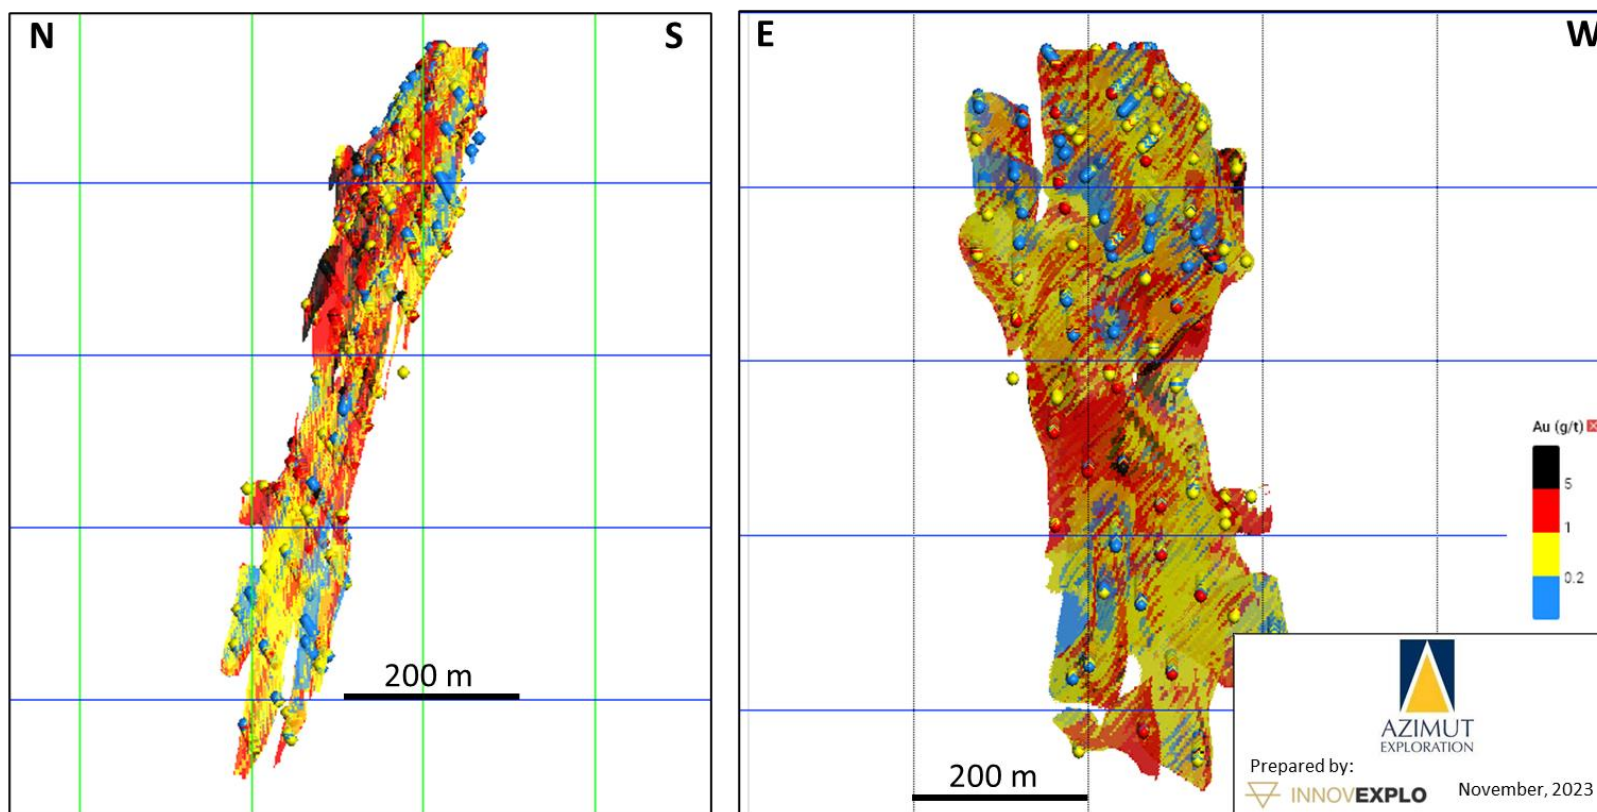 N
S
200 m
E
W
200 m
Au (g/t)
5
1
0.2
AZIMUT
EXPLORATION
Prepared by:
INNOVEXPLO
November, 2023